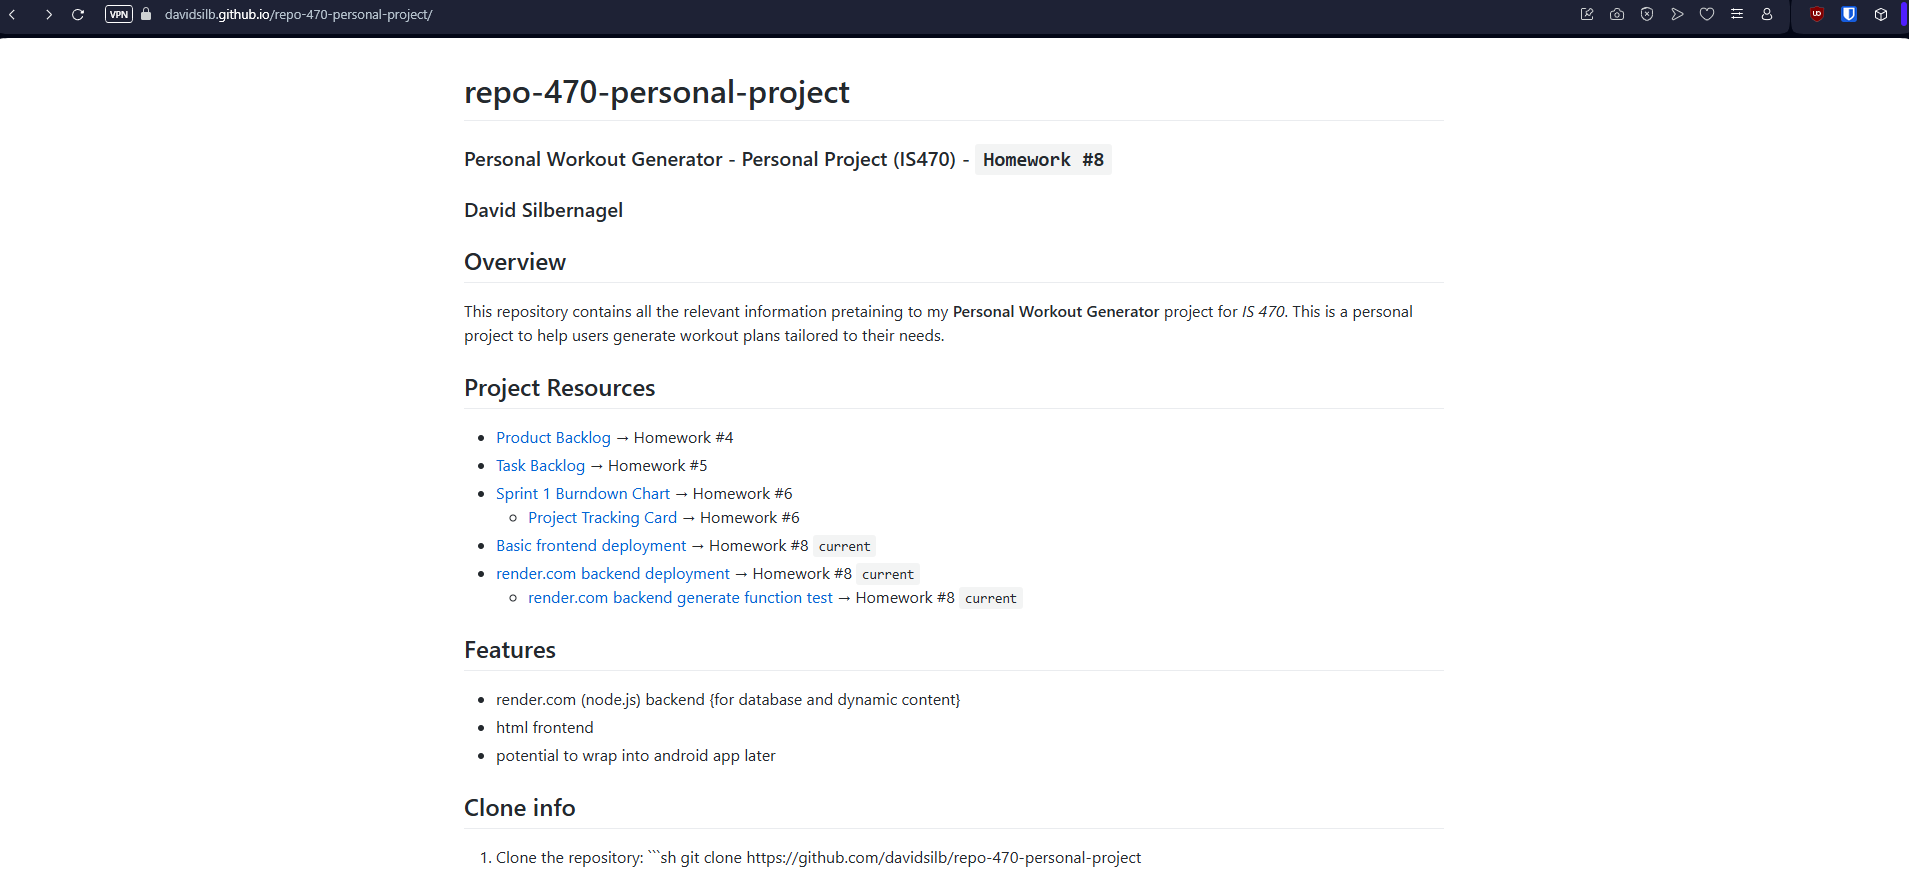 VPN davidsilb.github.io/repo-470-personal-project/
repo-470-personal-project
Personal Workout Generator - Personal Project (IS470) - Homework #8
David Silbernagel
Overview
This repository contains all the relevant information pretaining to my Personal Workout Generator project for IS 470. This is a personal
project to help users generate workout plans tailored to their needs.
Project Resources
Product Backlog → Homework #4
Task Backlog → Homework #5
Sprint 1 Burndown Chart → Homework #6
Project Tracking Card → Homework #6
Basic frontend deployment → Homework #8 current
render.com backend deployment → Homework #8 current
render.com backend generate function test → Homework #8 current
Features
render.com (node.js) backend {for database and dynamic content}
html frontend
potential to wrap into android app later
Clone info
1. Clone the repository: ```sh git clone https://github.com/davidsilb/repo-470-personal-project